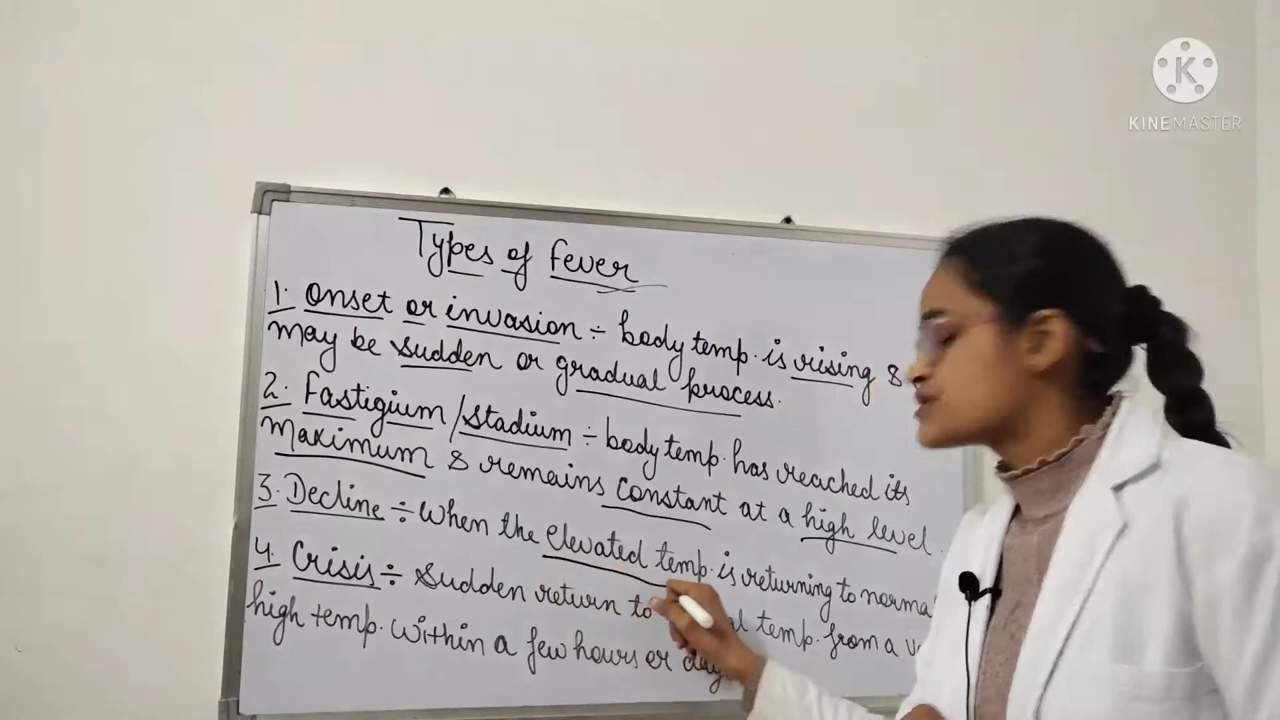 K
KINEMASTER
Types of Fever
1. Onset or invasion ÷ body temp. is rising &
may be sudden or gradual process.
2. Fastigium / Stadium ÷ body temp. has reached its
Maximum & remains constant at a high level.
3. Decline ÷ When the elevated temp. is returning to
4. Crisis ÷ Sudden return to temp. from a
high temp. within a few hours or